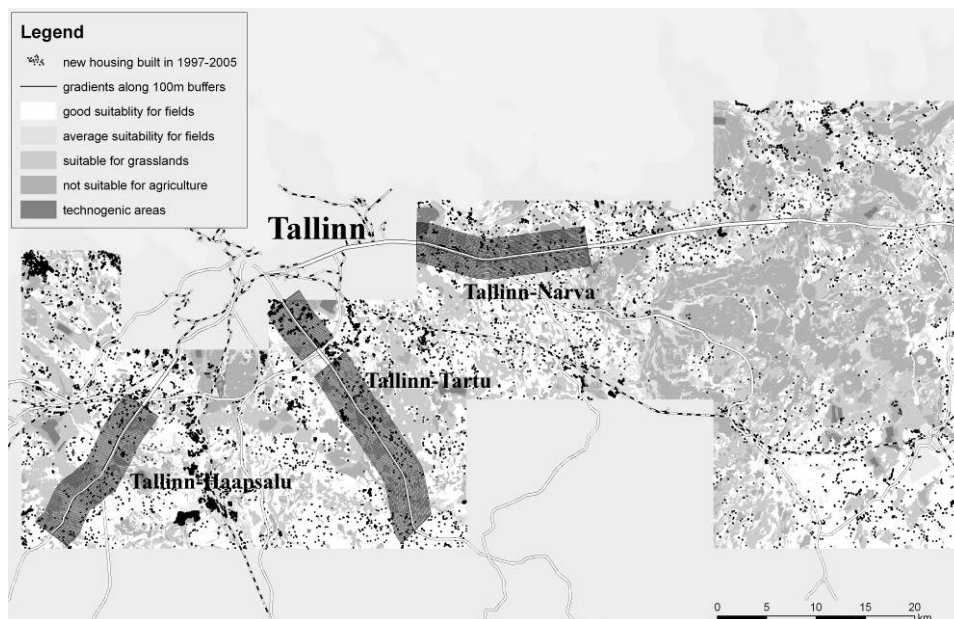 Legend
new housing built in 1997-2005
gradients along 100m buffers
good suitablity for fields
average suitability for fields
suitable for grasslands
not suitable for agriculture
technogenic areas
Tallinn
Tallinn-Narva
Tallinn-Tartu
Tallinn-Haapsalu
0 5 10 15 20
km